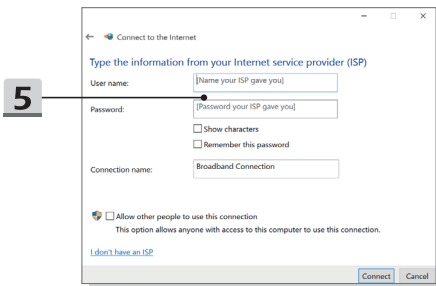 Connect to the Internet
Type the information from your Internet service provider (ISP)
User name:
[Name your ISP gave you]
5
Password:
[Password your ISP gave you]
Show characters
Remember this password
Connection name:
Broadband Connection
Allow other people to use this connection
This option allows anyone with access to this computer to use this connection.
I don't have an ISP
Connect
Cancel